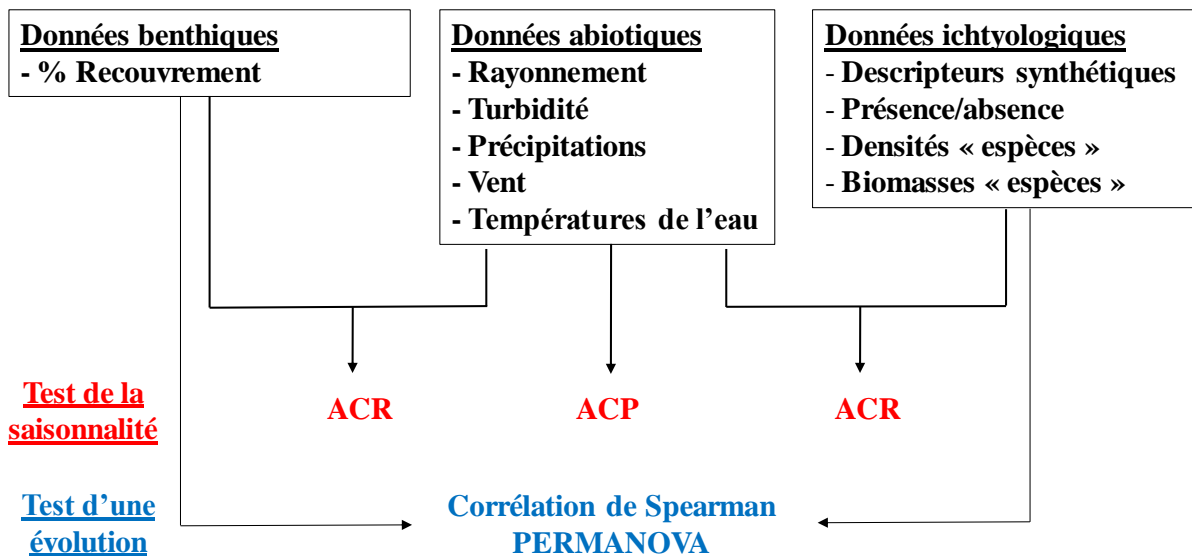 Données benthiques
- % Recouvrement
Données abiotiques
- Rayonnement
- Turbidité
- Précipitations
- Vent
- Températures de l’eau
Données ichtyologiques
- Descripteurs synthétiques
- Présence/absence
- Densités « espèces »
- Biomasses « espèces »
Test de la
saisonnalité
ACR
ACP
ACR
Test d’une
évolution
Corrélation de Spearman
PERMANOVA